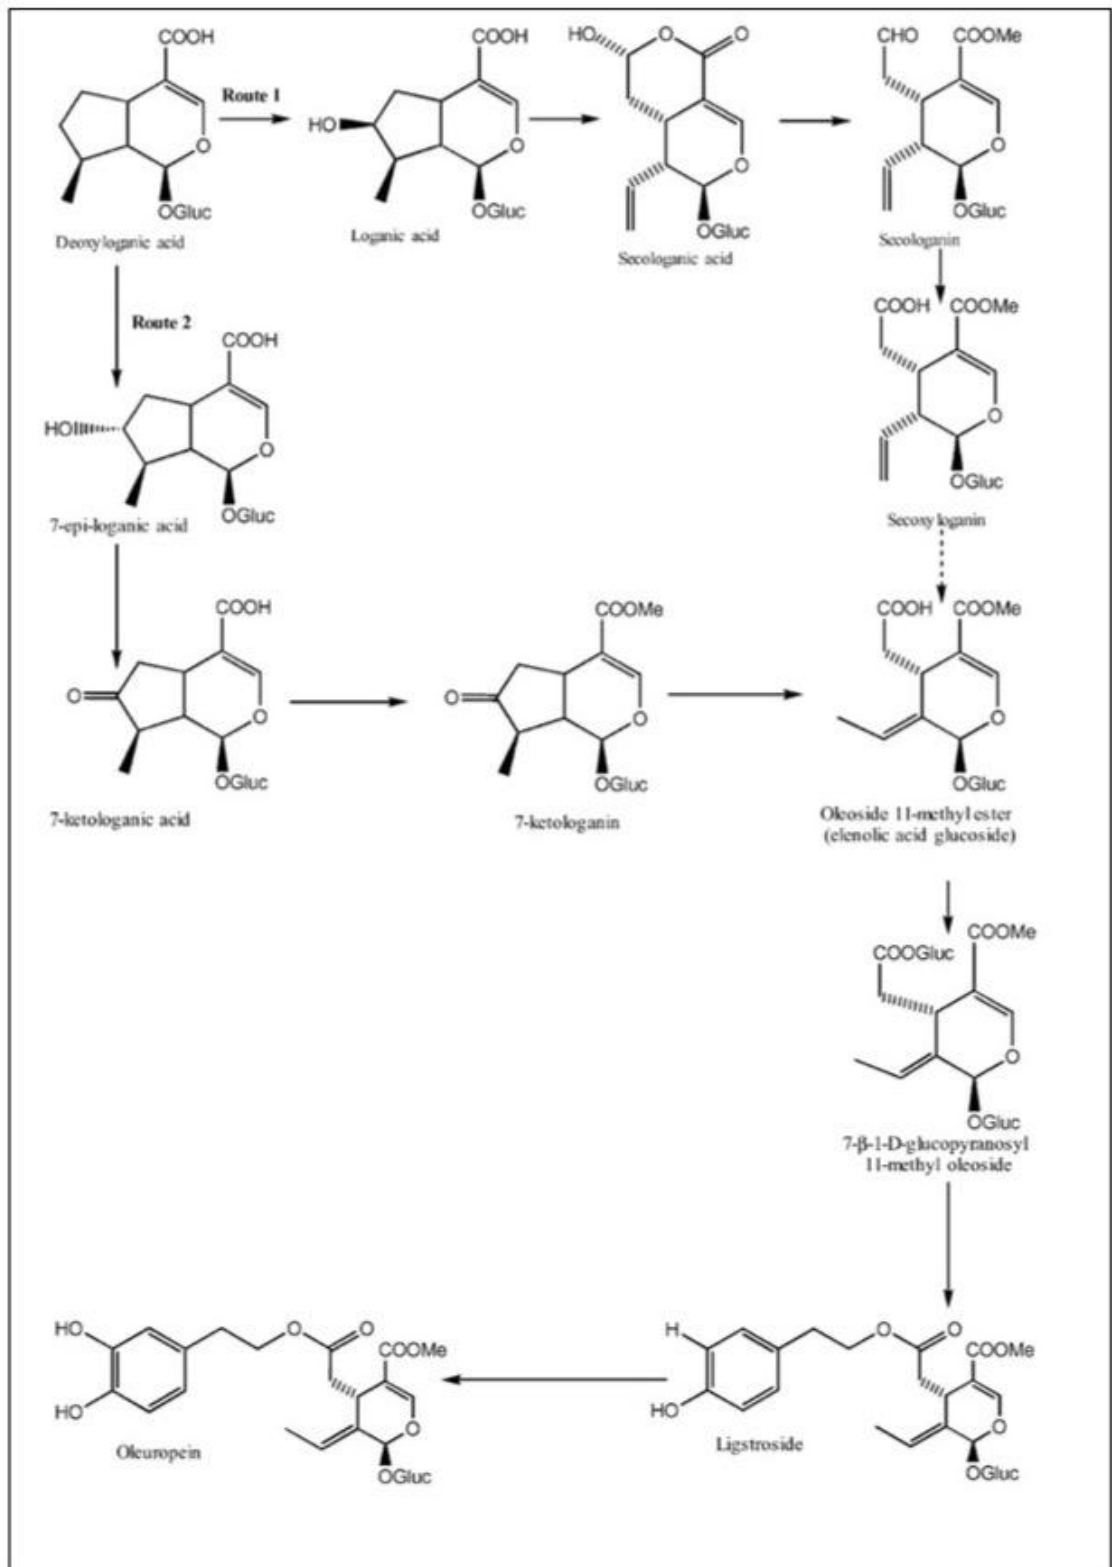 COOH
Route 1
O
OGluc
Deoxyloganic acid
COOH
HO
O
OGluc
Loganic acid
HO
O
O
O
OGluc
Secologanic acid
CHO
COOMe
O
OGluc
Secologanin
COOH
COOMe
O
OGluc
Secoxyloganin
Route 2
COOH
HO
O
OGluc
7-epi-loganic acid
COOH
O
O
OGluc
7-ketologanic acid
COOMe
O
O
OGluc
7-ketologanin
COOH
COOMe
O
OGluc
Oleoside 11-methyl ester
(elenolic acid glucoside)
COOMe
COOGluc
O
OGluc
7-β-1-D-glucopyranosyl
11-methyl oleoside
HO
O
O
COOMe
HO
O
OGluc
Oleuropein
H
O
O
COOMe
HO
O
OGluc
Ligstroside